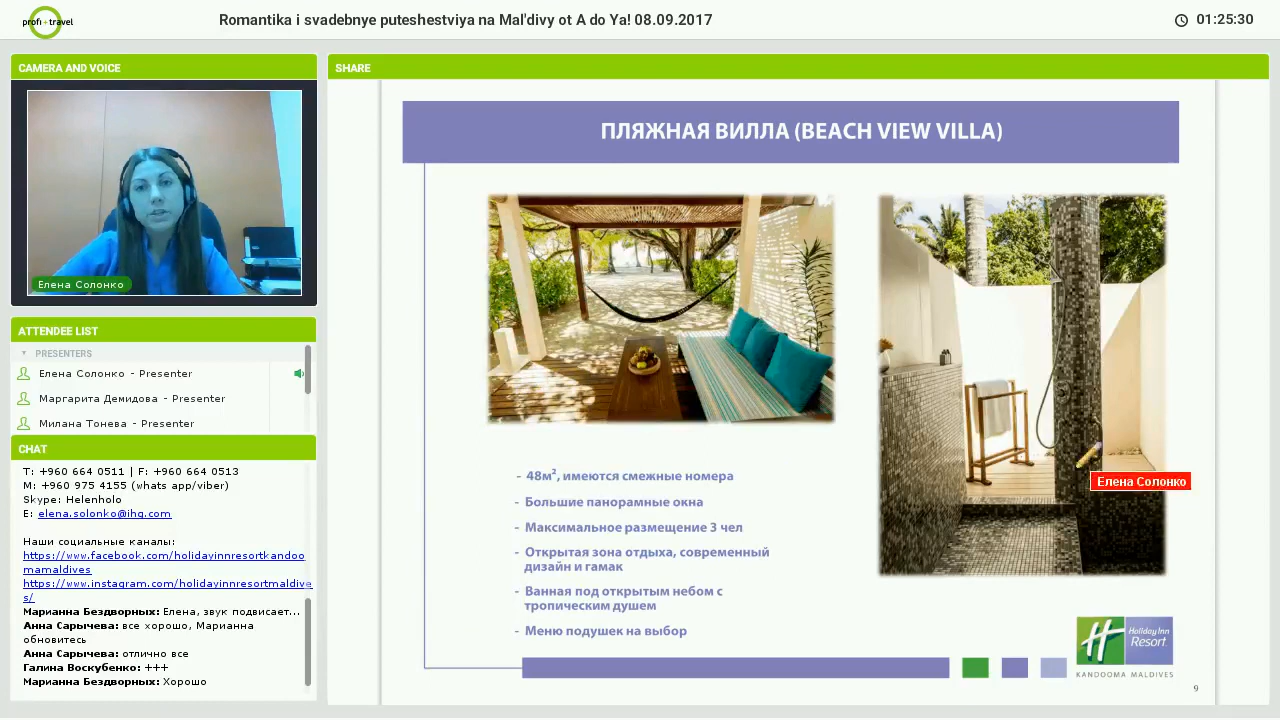 profi travel
Romantika i svadebnye puteshestviya na Mal'divy ot A do Ya! 08.09.2017
01:25:30
CAMERA AND VOICE
Елена Солонко
ATTENDEE LIST
PRESENTERS
Елена Солонко - Presenter
Маргарита Демидова - Presenter
Милана Тонева - Presenter
CHAT
T: +960 664 0511 | F: +960 664 0513
M: +960 975 4155 (whats app/viber)
Skype: Helenholo
E: elena.solonko@ihg.com
Наши социальные каналы:
https://www.facebook.com/holidayinnresortkandoo
mamaldives
https://www.instagram.com/holidayinnresortmaldive
s/
Марианна Бездворных: Елена, звук подвисает...
Анна Сарычева: все хорошо, Марианна
обновитесь
Анна Сарычева: отлично все
Галина Воскубенко: +++
Марианна Бездворных: Хорошо
SHARE
ПЛЯЖНАЯ ВИЛЛА (BEACH VIEW VILLA)
- 48м², имеются смежные номера
- Большие панорамные окна
- Максимальное размещение 3 чел
- Открытая зона отдыха, современный
дизайн и гамак
- Ванная под открытым небом с
тропическим душем
- Меню подушек на выбор
Елена Солонко
H Holiday Inn
Resort
KANDOOMA MALDIVES
9